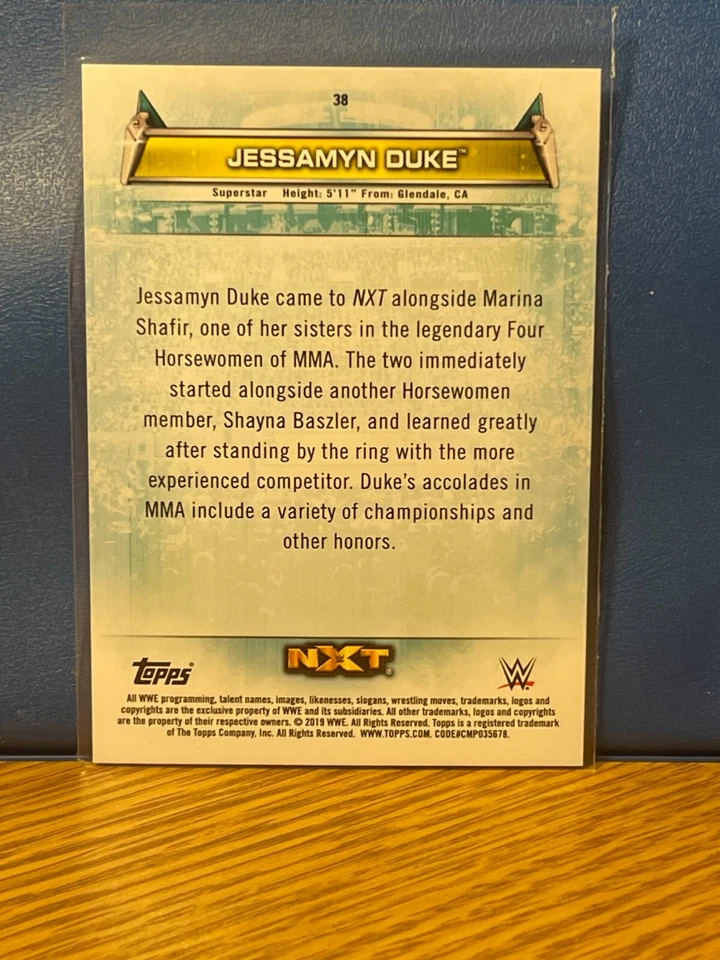 38
JESSAMYN DUKE™
Superstar Height: 5'11" From: Glendale, CA
Jessamyn Duke came to NXT alongside Marina
Shafir, one of her sisters in the legendary Four
Horsewomen of MMA. The two immediately
started alongside another Horsewomen
member, Shayna Baszler, and learned greatly
after standing by the ring with the more
experienced competitor. Duke's accolades in
MMA include a variety of championships and
other honors.
Topps® NXT® W
All WWE programming, talent names, images, likenesses, slogans, wrestling moves, trademarks, logos and
copyrights are the exclusive property of WWE and its subsidiaries. All other trademarks, logos and copyrights
are the property of their respective owners. © 2019 WWE. All Rights Reserved. Topps is a registered trademark
of The Topps Company, Inc. All Rights Reserved. WWW.TOPPS.COM. CODE#CMP035678.